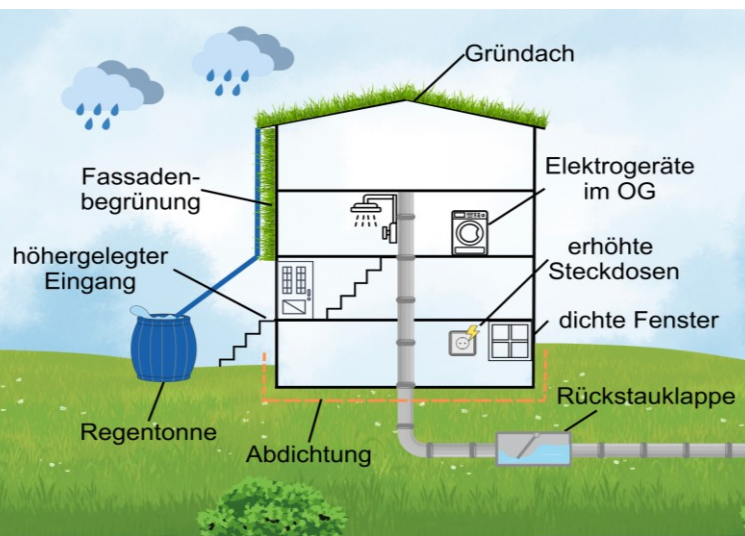 Gründach
Fassaden-
begrünung
Elektrogeräte
im OG
höhergelegter
Eingang
erhöhte
Steckdosen
dichte Fenster
Rückstauklappe
Regentonne
Abdichtung